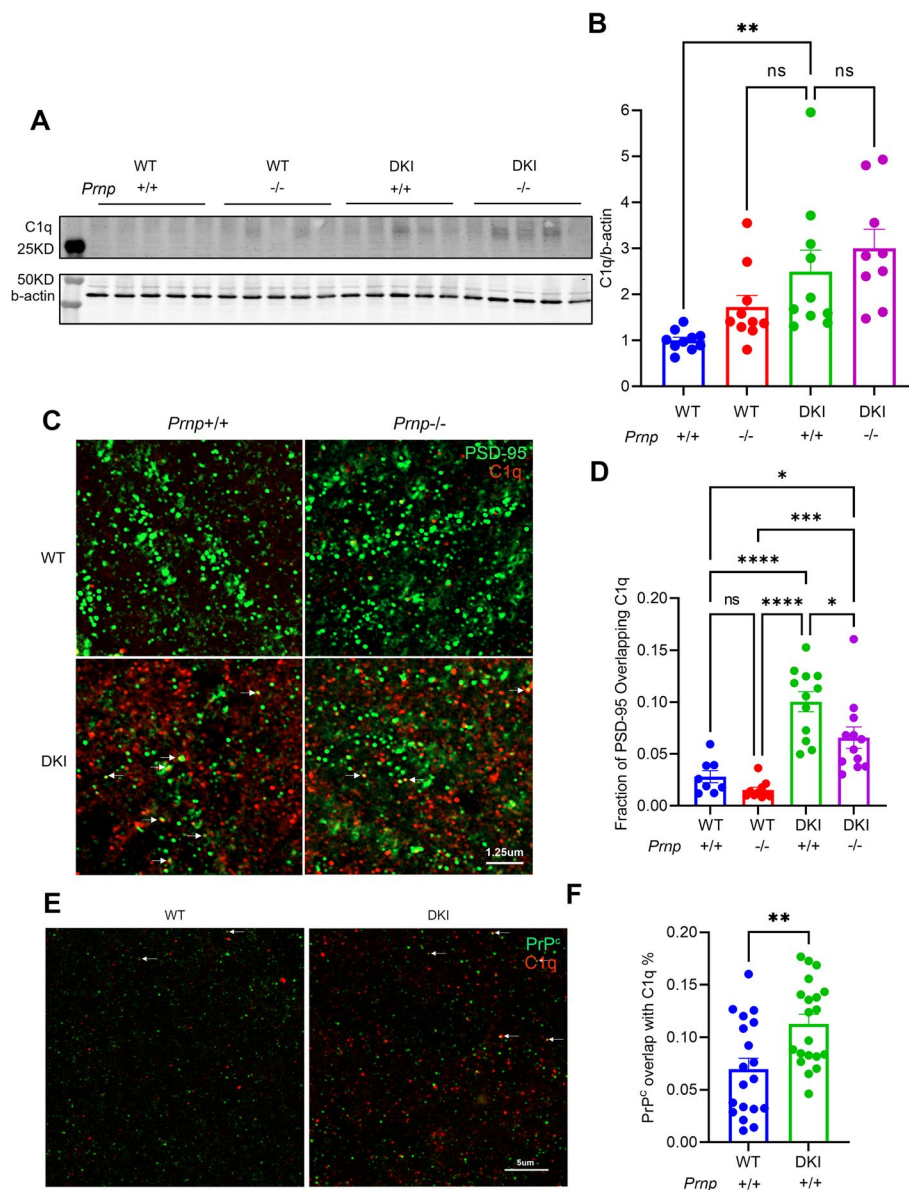 A
WT WT DKI DKI
Prnp +/+ -/- +/+ -/-
C1q
25KD
50KD
b-actin
B
**
ns ns
C1q/b-actin
6
5
4
3
2
1
0
WT WT DKI DKI
Prnp +/+ -/- +/+ -/-
C
Prnp+/+ Prnp-/-
PSD-95
C1q
WT
DKI
1.25um
D
*
***
****
ns **** *
Fraction of PSD-95 Overlapping C1q
0.20
0.15
0.10
0.05
0.00
WT WT DKI DKI
Prnp +/+ -/- +/+ -/-
E
WT DKI
PrPᶜ
C1q
5um
F
**
PrPᶜ overlap with C1q %
0.20
0.15
0.10
0.05
0.00
WT DKI
Prnp +/+ +/+